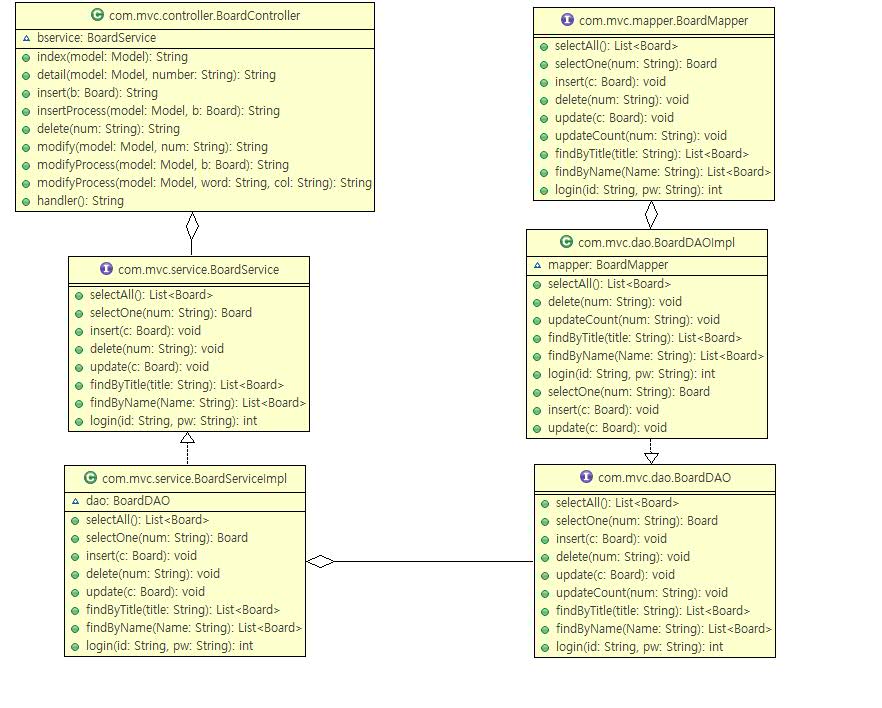 com.mvc.controller.BoardController
bservice: BoardService
index(model: Model): String
detail(model: Model, number: String): String
insert(b: Board): String
insertProcess(model: Model, b: Board): String
delete(num: String): String
modify(model: Model, num: String): String
modifyProcess(model: Model, b: Board): String
modifyProcess(model: Model, word: String, col: String): String
handler(): String
com.mvc.service.BoardService
selectAll(): List<Board>
selectOne(num: String): Board
insert(c: Board): void
delete(num: String): void
update(c: Board): void
findByTitle(title: String): List<Board>
findByName(Name: String): List<Board>
login(id: String, pw: String): int
com.mvc.service.BoardServiceImpl
dao: BoardDAO
selectAll(): List<Board>
selectOne(num: String): Board
insert(c: Board): void
delete(num: String): void
update(c: Board): void
findByTitle(title: String): List<Board>
findByName(Name: String): List<Board>
login(id: String, pw: String): int
com.mvc.mapper.BoardMapper
selectAll(): List<Board>
selectOne(num: String): Board
insert(c: Board): void
delete(num: String): void
update(c: Board): void
updateCount(num: String): void
findByTitle(title: String): List<Board>
findByName(Name: String): List<Board>
login(id: String, pw: String): int
com.mvc.dao.BoardDAOImpl
mapper: BoardMapper
selectAll(): List<Board>
delete(num: String): void
updateCount(num: String): void
findByTitle(title: String): List<Board>
findByName(Name: String): List<Board>
login(id: String, pw: String): int
selectOne(num: String): Board
insert(c: Board): void
update(c: Board): void
com.mvc.dao.BoardDAO
selectAll(): List<Board>
selectOne(num: String): Board
insert(c: Board): void
delete(num: String): void
update(c: Board): void
updateCount(num: String): void
findByTitle(title: String): List<Board>
findByName(Name: String): List<Board>
login(id: String, pw: String): int